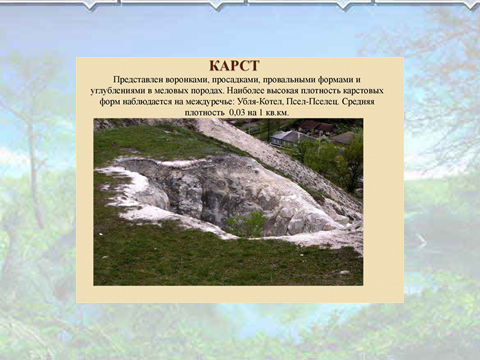 КАРСТ
Представлен воронками, просадками, провальными формами и
углублениями в меловых породах. Наиболее высокая плотность карстовых
форм наблюдается на междуречье: Убля-Котел, Псел-Пселец. Средняя
плотность 0,03 на 1 кв.км.